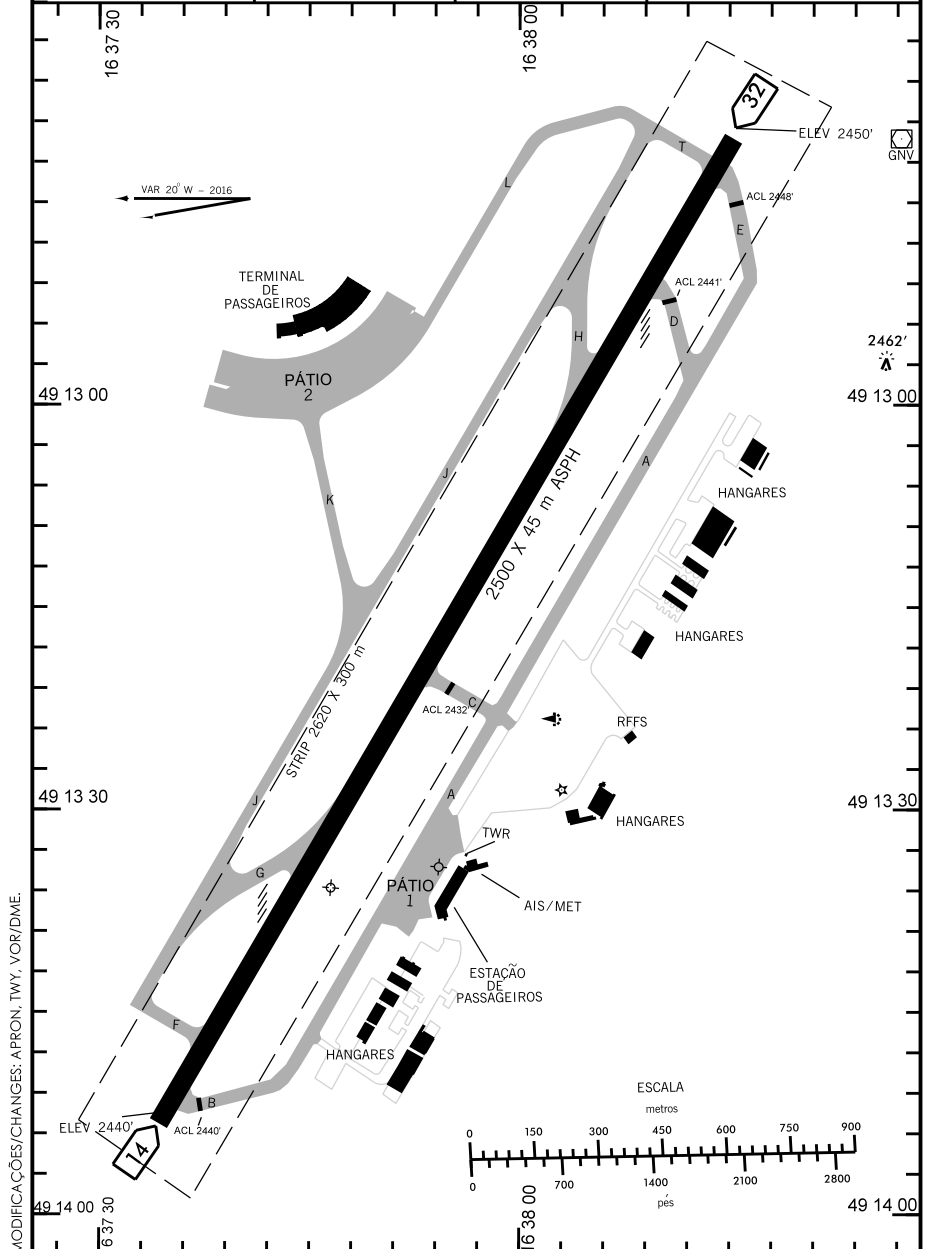 16 37 30
16 38 00
32
ELEV 2450'
GNV
VAR 20° W – 2016
T
L
ACL 2448'
E
TERMINAL
DE
PASSAGEIROS
ACL 2441'
D
H
2462'
PÁTIO
2
49 13 00
49 13 00
A
J
K
HANGARES
2500 X 45 m ASPH
HANGARES
STRIP 2620 X 300 m
C
ACL 2432'
RFFS
J
A
49 13 30
49 13 30
HANGARES
TWR
G
PÁTIO
1
AIS/MET
ESTAÇÃO
DE
PASSAGEIROS
F
HANGARES
B
ELEV 2440'
ACL 2440'
14
ESCALA
metros
0 150 300 450 600 750 900
0 700 1400 2100 2800
pés
49 14 00
49 14 00
6 37 30
16 38 00
MODIFICAÇÕES/CHANGES: APRON, TWY, VOR/DME.